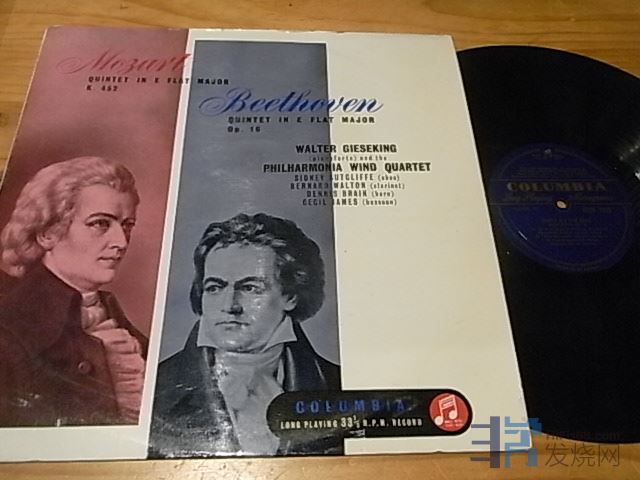 Mozart
QUINTET IN E FLAT MAJOR
K. 452
Beethoven
QUINTET IN E FLAT MAJOR
Op. 16
WALTER GIESEKING
(pianoforte) and the
PHILHARMONIA WIND QUARTET
SIDNEY SUTCLIFFE (oboe)
BERNARD WALTON (clarinet)
DENNIS BRAIN (horn)
CECIL JAMES (bassoon)
COLUMBIA
LONG PLAYING 33⅓ R.P.M. RECORD
COLUMBIA
发烧网